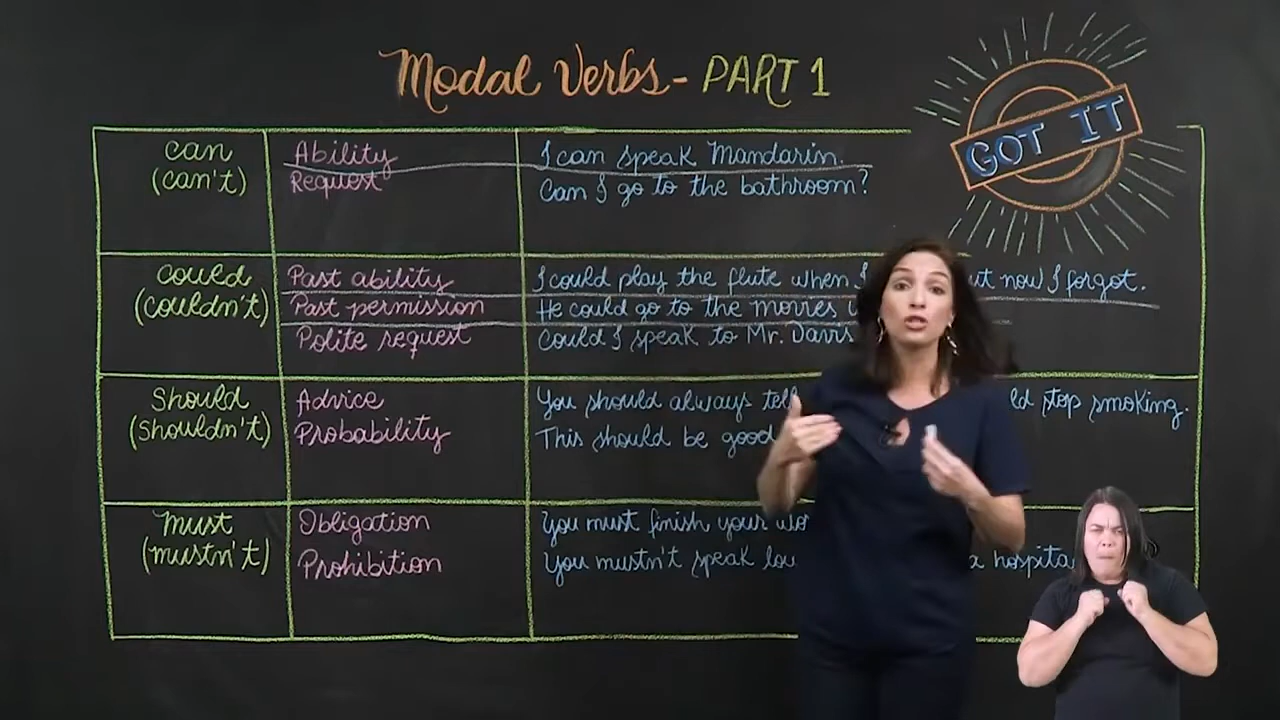 Modal Verbs - PART 1
GOT IT
can
(can't)
Ability
Request
I can speak Mandarin.
Can I go to the bathroom?
could
(couldn't)
Past ability
Past permission
Polite request
I could play the flute when I ut now I forgot.
He could go to the movies
Could I speak to Mr. Davis
Should
(Shouldn't)
Advice
Probability
You should always tell ld stop smoking.
This should be good
must
(mustn't)
Obligation
Prohibition
You must finish your
You mustn't speak a hospita